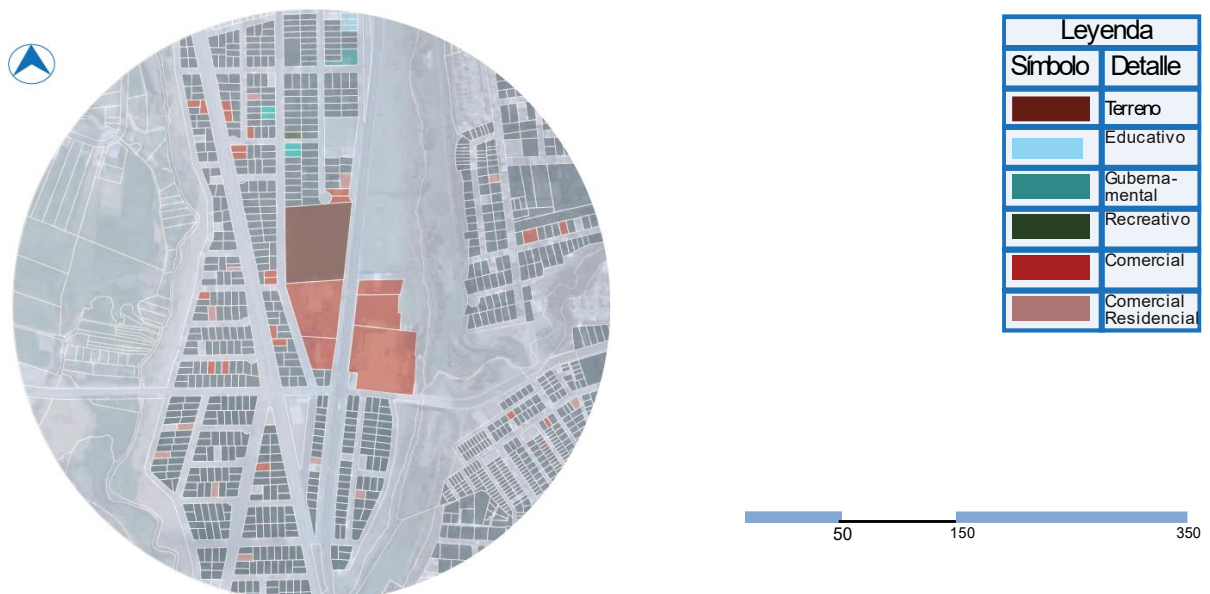 Leyenda
Símbolo Detalle
Terreno
Educativo
Guberna-
mental
Recreativo
Comercial
Comercial
Residencial
50 150 350